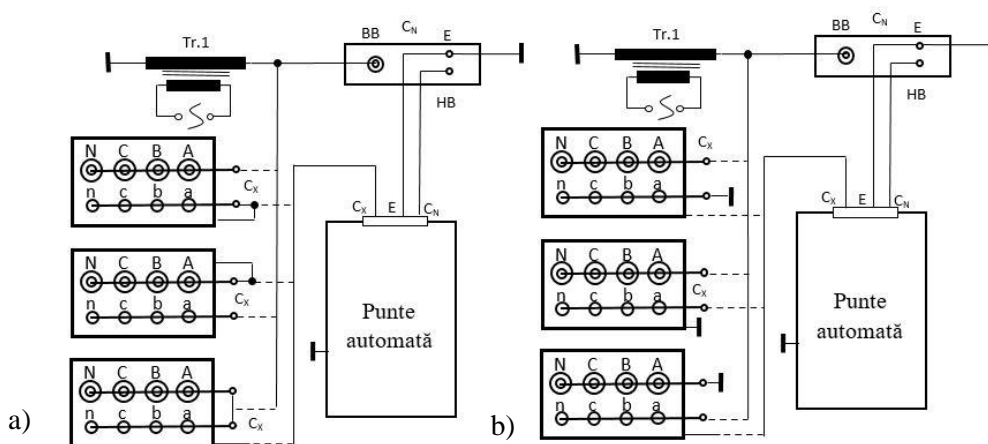 Tr.1
BB
C_N
E
HB
N C B A
n c b a
C_X
N C B A
n c b a
C_X
N C B A
n c b a
C_X
C_X E C_N
Punte
automată
a)
Tr.1
BB
C_N
E
HB
N C B A
n c b a
C_X
N C B A
n c b a
C_X
N C B A
n c b a
C_X E C_N
Punte
automată
b)